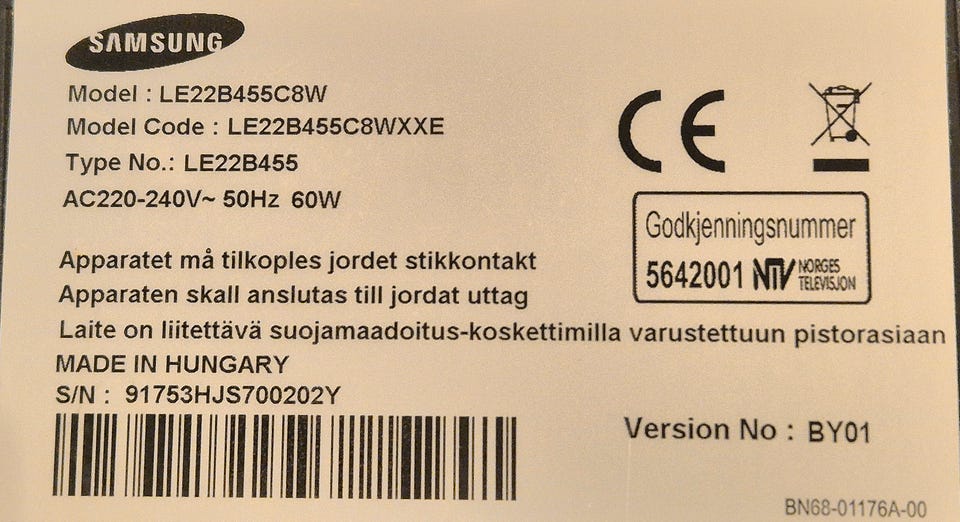 SAMSUNG
Model : LE22B455C8W
Model Code : LE22B455C8WXXE
Type No.: LE22B455
AC220-240V~ 50Hz 60W
CE
Godkjenningsnummer
5642001 NTV NORGES TELEVISJON
Apparatet må tilkoples jordet stikkontakt
Apparaten skall anslutas till jordat uttag
Laite on liitettävä suojamaadoitus-koskettimilla varustettuun pistorasiaan
MADE IN HUNGARY
S/N : 91753HJS700202Y
Version No : BY01
BN68-01176A-00